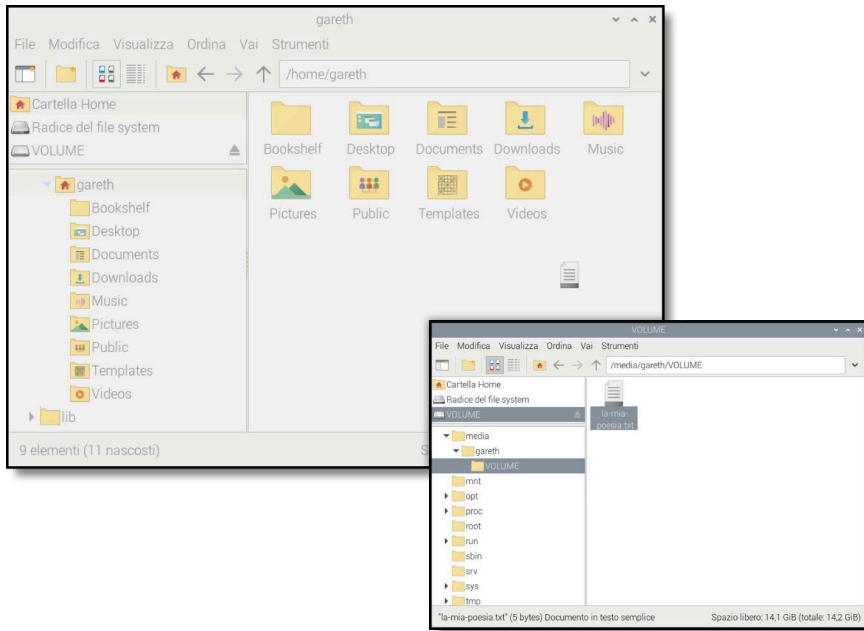 gareth
File Modifica Visualizza Ordina Vai Strumenti
/home/gareth
Cartella Home
Radice del file system
VOLUME
gareth
Bookshelf
Desktop
Documents
Downloads
Music
Pictures
Public
Templates
Videos
lib
Bookshelf Desktop Documents Downloads Music
Pictures Public Templates Videos
9 elementi (11 nascosti)
S
VOLUME
File Modifica Visualizza Ordina Vai Strumenti
/media/gareth/VOLUME
Cartella Home
Radice del file system
VOLUME
media
gareth
VOLUME
mnt
opt
proc
root
run
sbin
srv
sys
tmp
la-mia-
poesia.txt
"la-mia-poesia.txt" (5 bytes) Documento in testo semplice Spazio libero: 14,1 GiB (totale: 14,2 GiB)